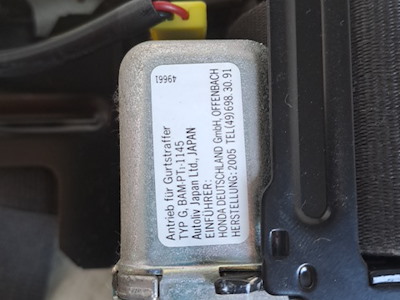 49661
Antrieb für Gurtstraffer
TYP G, BAM-PT₁-1145
Autoliv Japan Ltd., JAPAN
EINFÜHRER:
HONDA DEUTSCHLAND GmbH, OFFENBACH
HERSTELLUNG: 2005 TEL(49)698.30.91